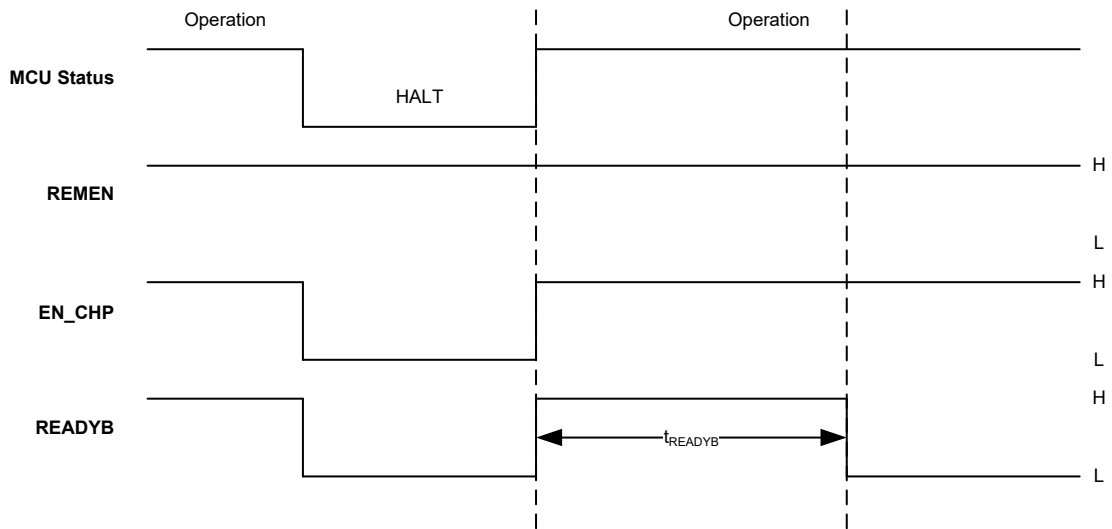 Operation Operation
MCU Status
HALT
H
REMEN
L
H
EN_CHP
L
H
READYB
tREADYB
L